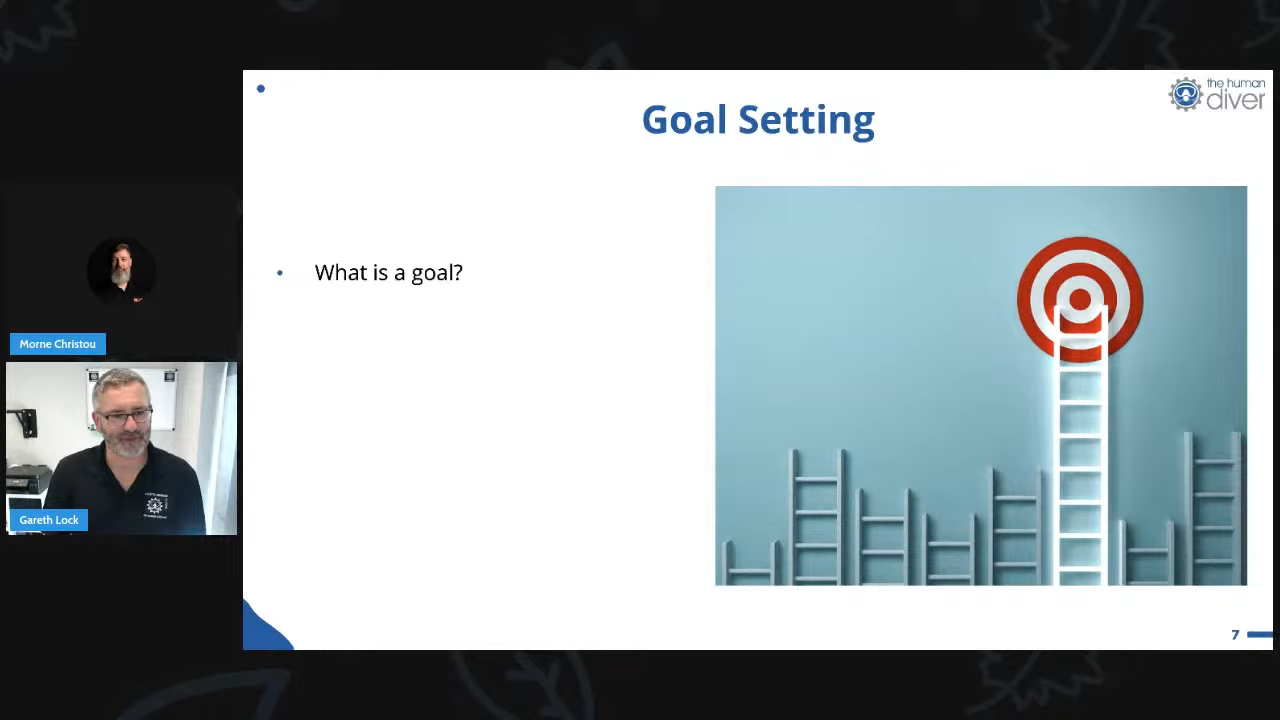 the human
diver
Goal Setting
• What is a goal?
Morne Christou
Gareth Lock
7